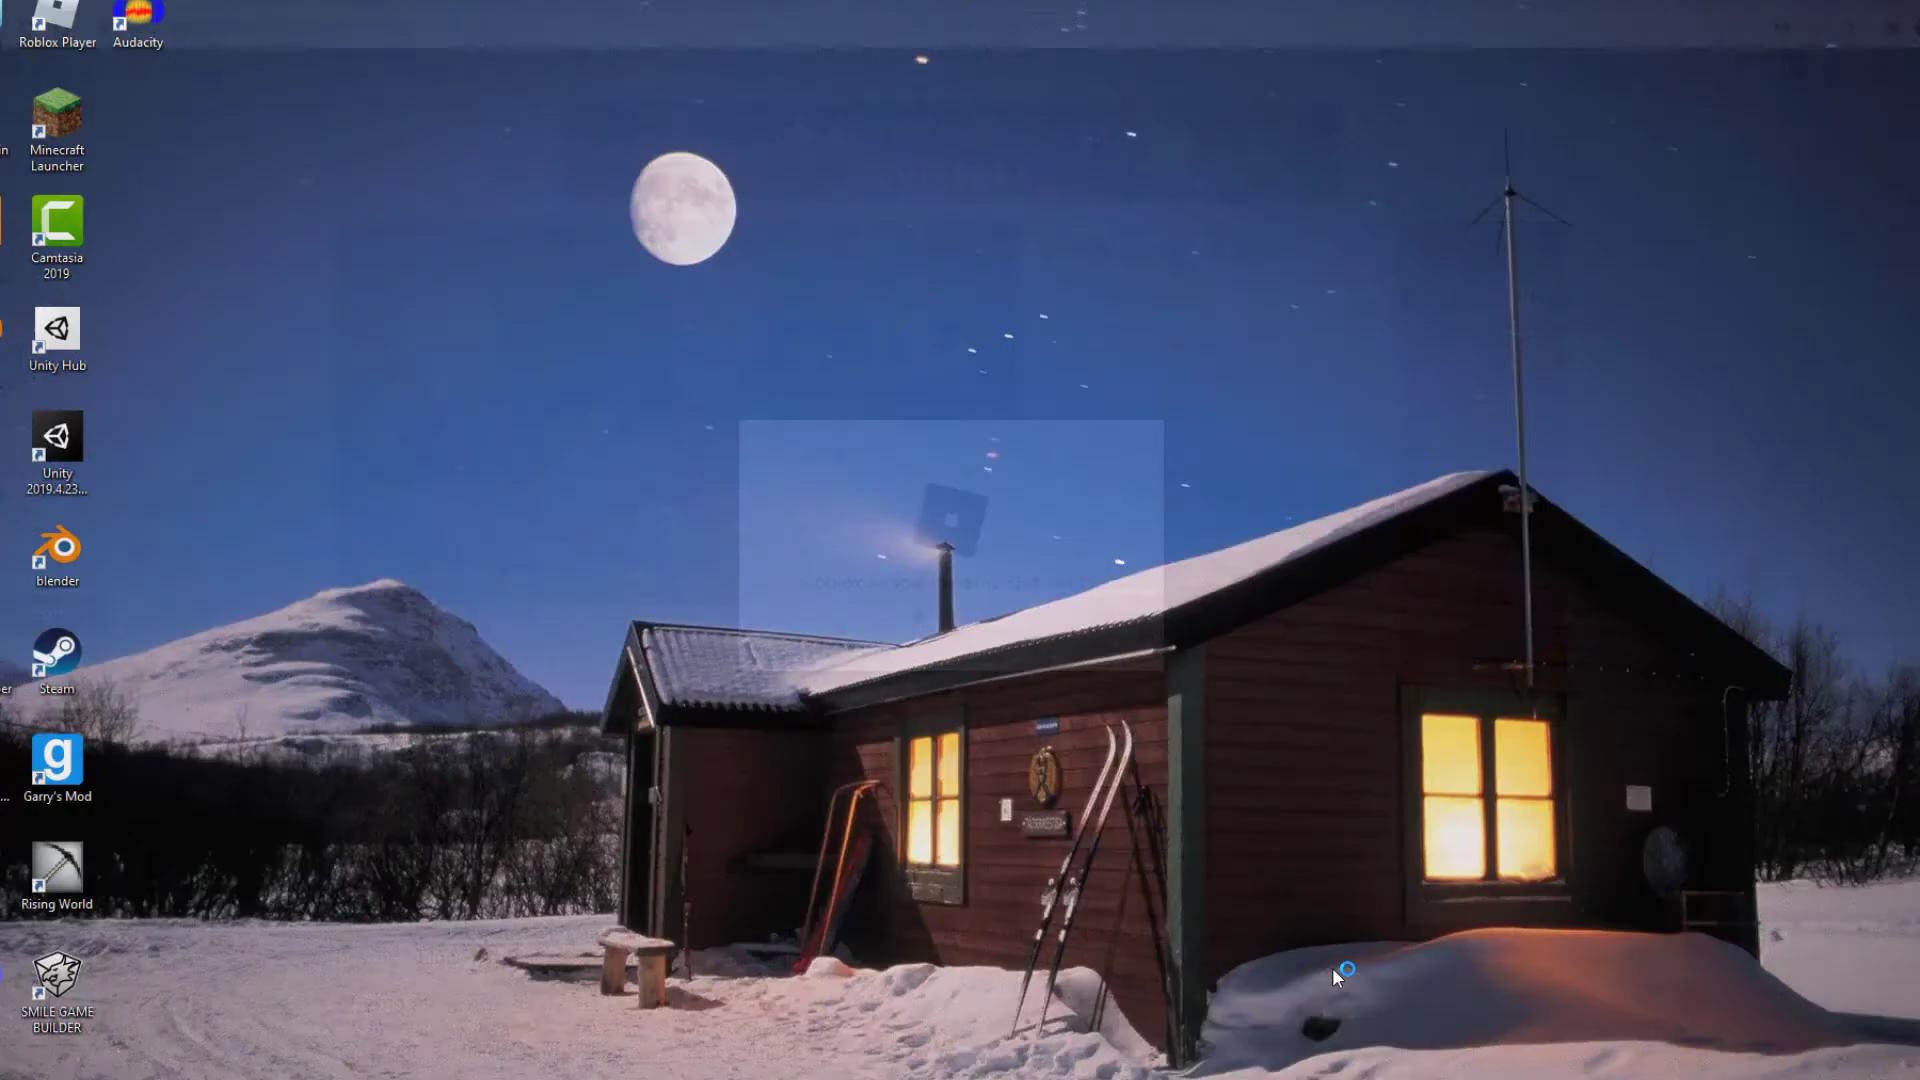 Roblox Player
Audacity
Minecraft
Launcher
Camtasia
2019
Unity Hub
Unity
2019.4.23...
blender
Steam
Garry's Mod
Rising World
SMILE GAME
BUILDER